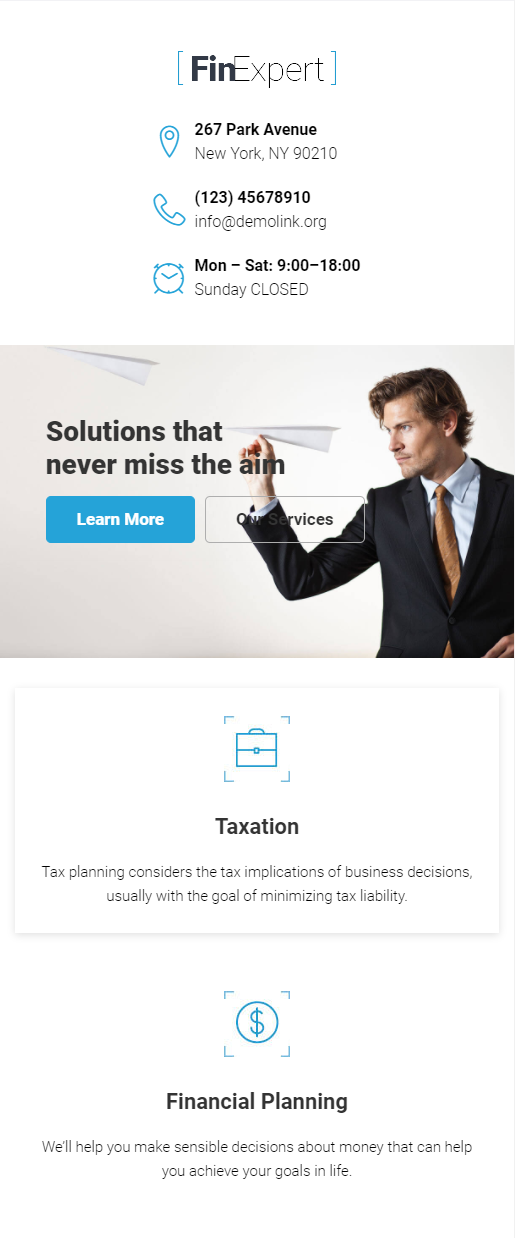 FinExpert
267 Park Avenue
New York, NY 90210
(123) 45678910
info@demolink.org
Mon – Sat: 9:00–18:00
Sunday CLOSED
Solutions that
never miss the aim
Learn More
Our Services
Taxation
Tax planning considers the tax implications of business decisions,
usually with the goal of minimizing tax liability.
Financial Planning
We'll help you make sensible decisions about money that can help
you achieve your goals in life.